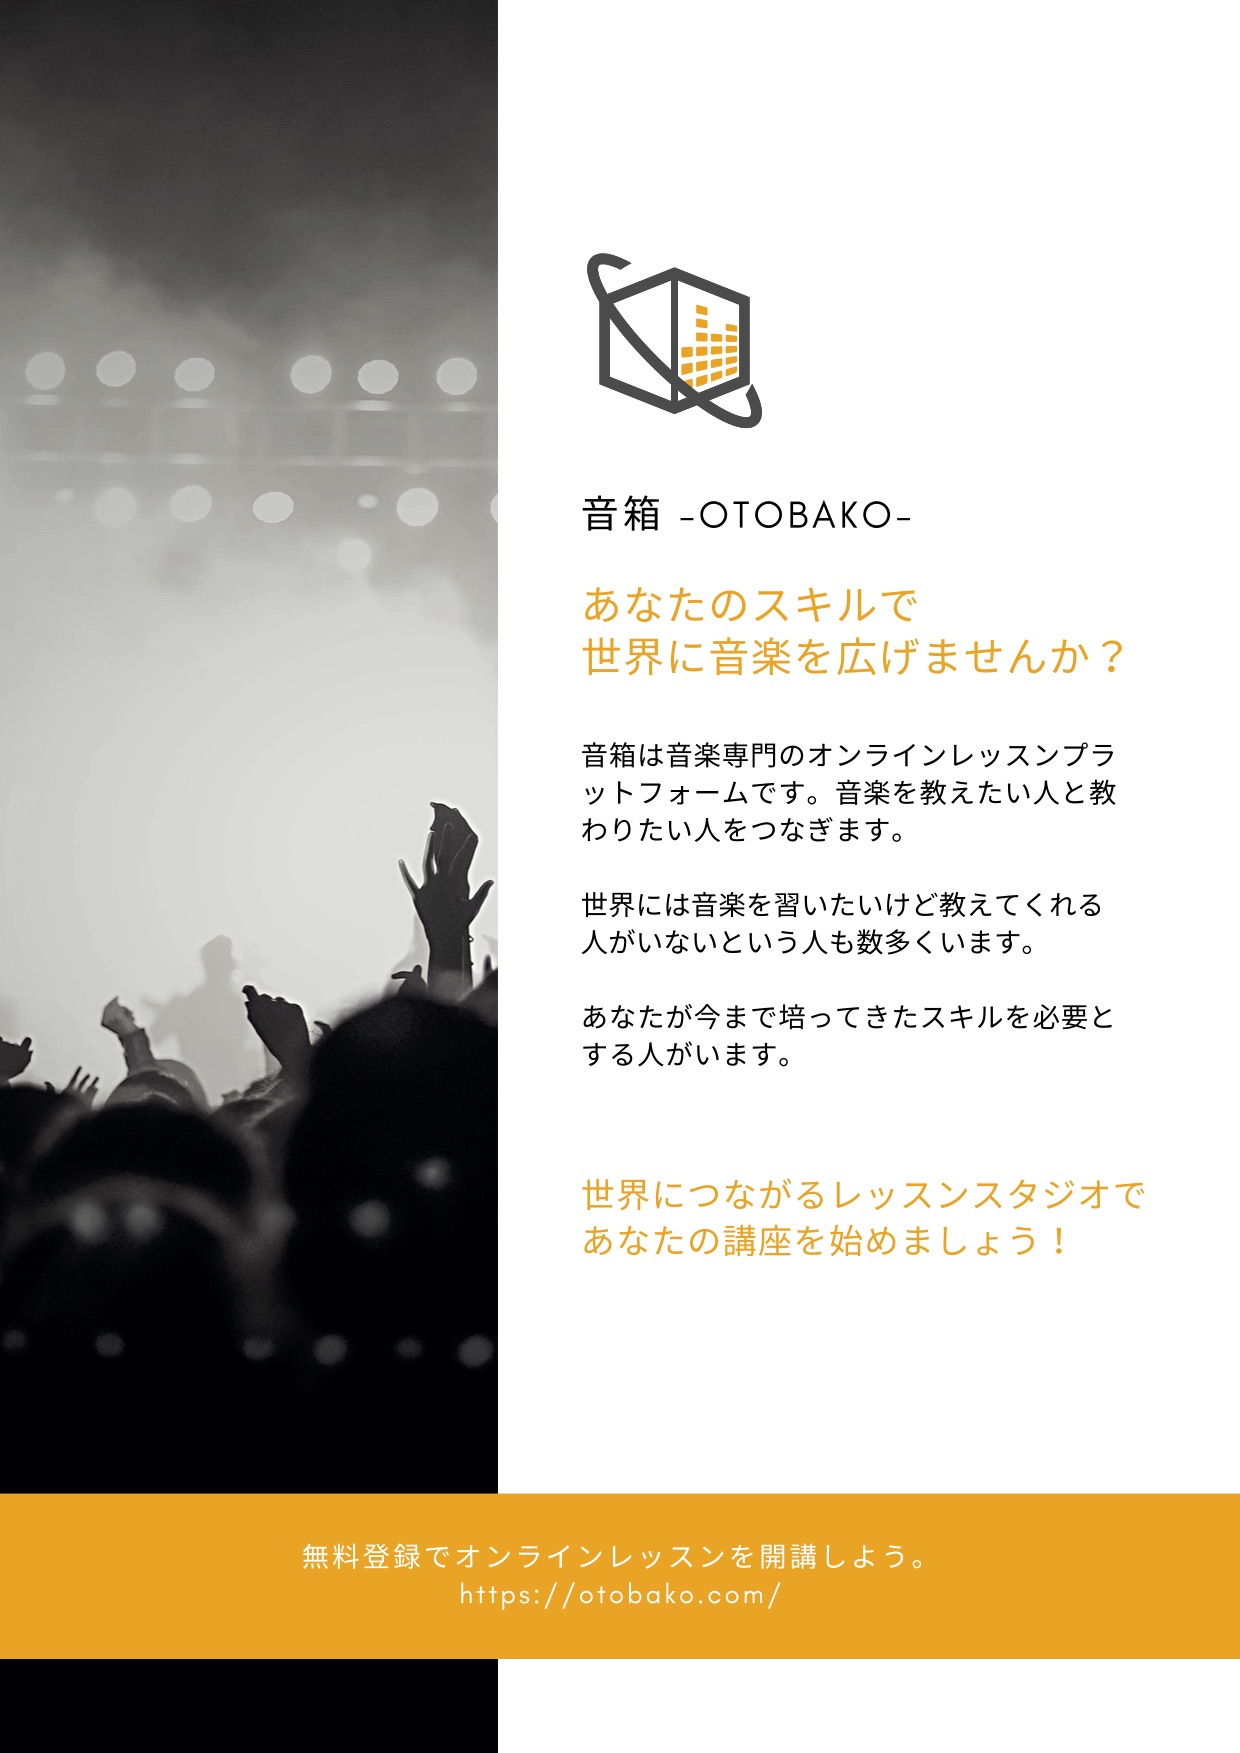 音箱 -OTOBAKO-
あなたのスキルで
世界に音楽を広げませんか？
音箱は音楽専門のオンラインレッスンプラ
ットフォームです。音楽を教えたい人と教
わりたい人をつなぎます。
世界には音楽を習いたいけど教えてくれる
人がいないという人も数多くいます。
あなたが今まで培ってきたスキルを必要と
する人がいます。
世界につながるレッスンスタジオで
あなたの講座を始めましょう！
無料登録でオンラインレッスンを開講しよう。
https://otobako.com/